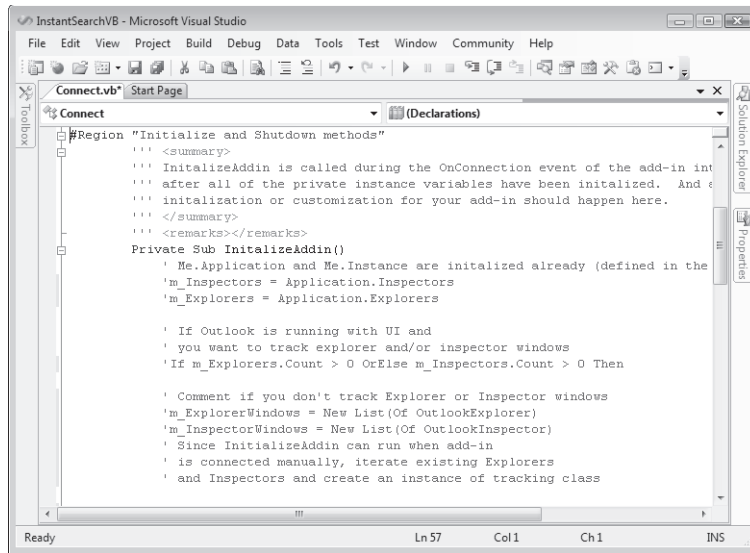 InstantSearchVB - Microsoft Visual Studio
File Edit View Project Build Debug Data Tools Test Window Community Help
Connect.vb* Start Page
Toolbox
Connect (Declarations)
#Region "Initialize and Shutdown methods"
''' <summary>
''' InitalizeAddin is called during the OnConnection event of the add-in
''' after all of the private instance variables have been initalized. And
''' initalization or customization for your add-in should happen here.
''' </summary>
''' <remarks></remarks>
Private Sub InitalizeAddin()
' Me.Application and Me.Instance are initalized already (defined in the
'm_Inspectors = Application.Inspectors
'm_Explorers = Application.Explorers
' If Outlook is running with UI and
' you want to track explorer and/or inspector windows
'If m_Explorers.Count > 0 OrElse m_Inspectors.Count > 0 Then
' Comment if you don't track Explorer or Inspector windows
'm_ExplorerWindows = New List(Of OutlookExplorer)
'm_InspectorWindows = New List(Of OutlookInspector)
' Since InitializeAddin can run when add-in
' is connected manually, iterate existing Explorers
' and Inspectors and create an instance of tracking class
Solution Explorer
Properties
Ready Ln 57 Col 1 Ch 1 INS